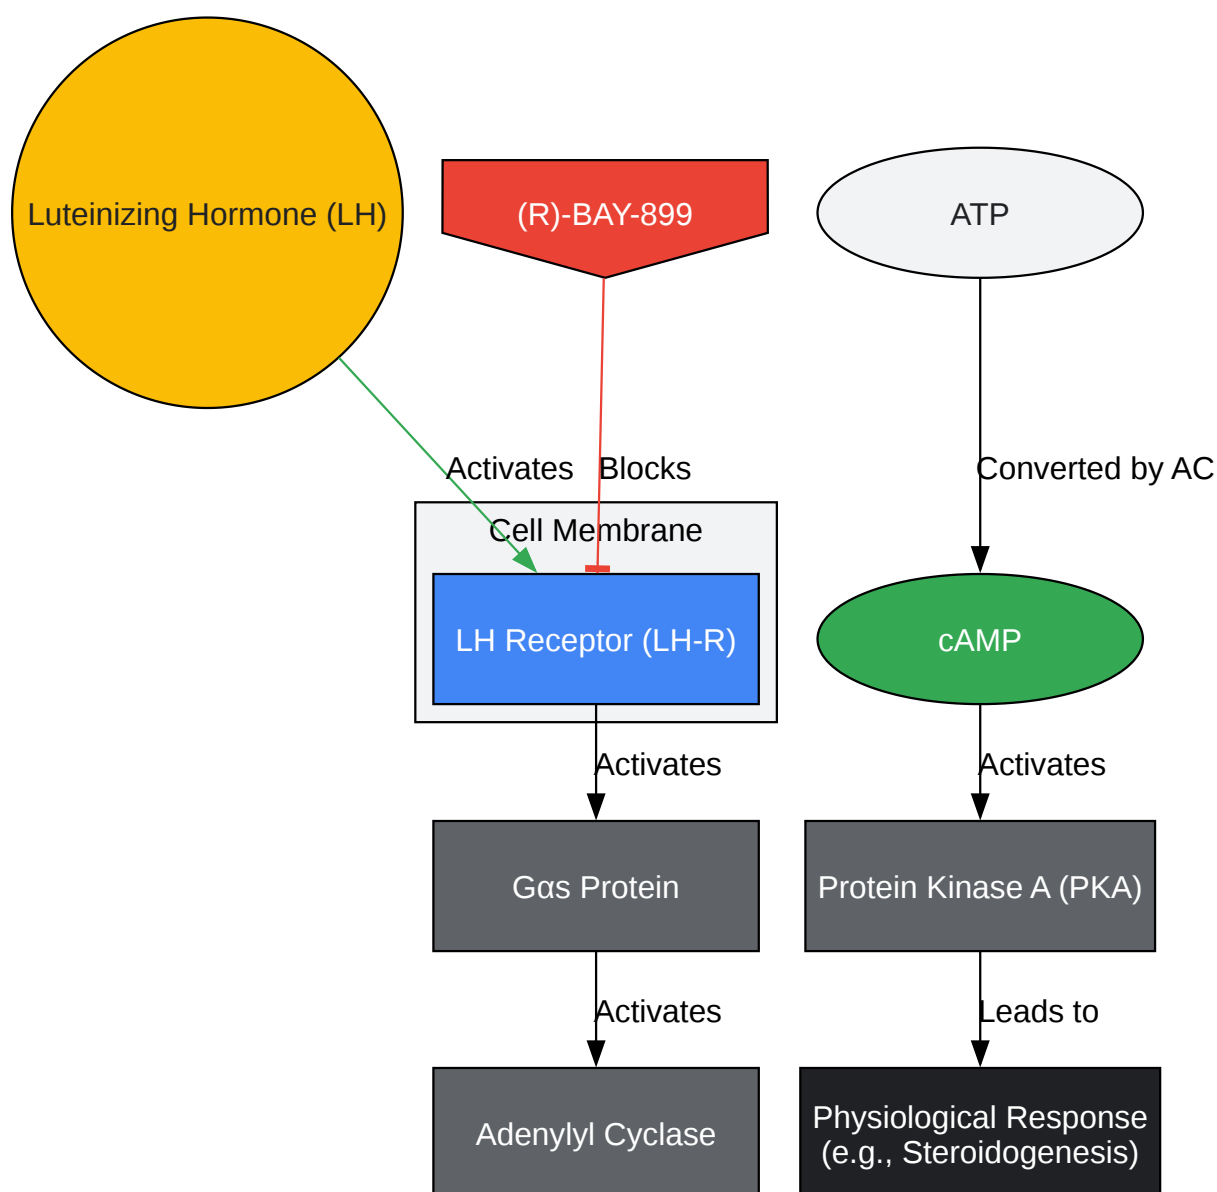 Luteinizing Hormone (LH)
(R)-BAY-899
ATP
Activates
Blocks
Converted by AC
Cell Membrane
LH Receptor (LH-R)
cAMP
Activates
Activates
Gαs Protein
Protein Kinase A (PKA)
Activates
Leads to
Adenylyl Cyclase
Physiological Response
(e.g., Steroidogenesis)